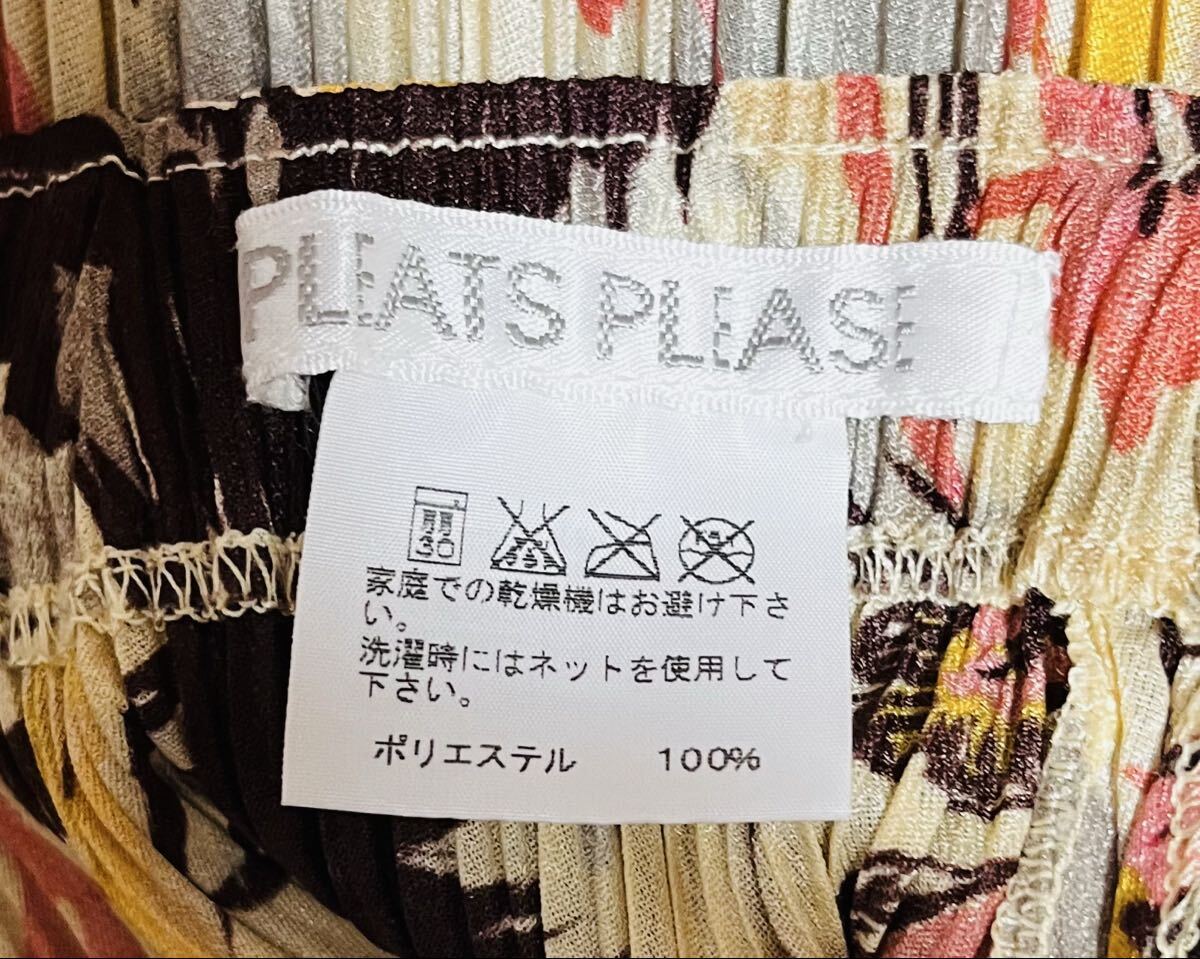 PLEATS PLEASE
30
家庭での乾燥機はお避け下さ
い。
洗濯時にはネットを使用して
下さい。
ポリエステル 100%